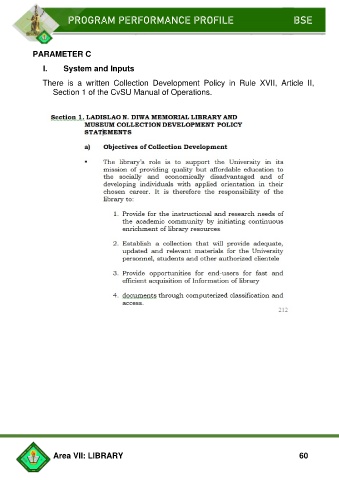 PROGRAM PERFORMANCE PROFILE BSE
PARAMETER C
I. System and Inputs
There is a written Collection Development Policy in Rule XVII, Article II,
Section 1 of the CvSU Manual of Operations.
Section 1. LADISLAO N. DIWA MEMORIAL LIBRARY AND
MUSEUM COLLECTION DEVELOPMENT POLICY
STATEMENTS
a) Objectives of Collection Development
▪ The library's role is to support the University in its
mission of providing quality but affordable education to
the socially and economically disadvantaged and of
developing individuals with applied orientation in their
chosen career. It is therefore the responsibility of the
library to:
1. Provide for the instructional and research needs of
the academic community by initiating continuous
enrichment of library resources
2. Establish a collection that will provide adequate,
updated and relevant materials for the University
personnel, students and other authorized clientele
3. Provide opportunities for end-users for fast and
efficient acquisition of Information of library
4. documents through computerized classification and
access.
212
Area VII: LIBRARY 60